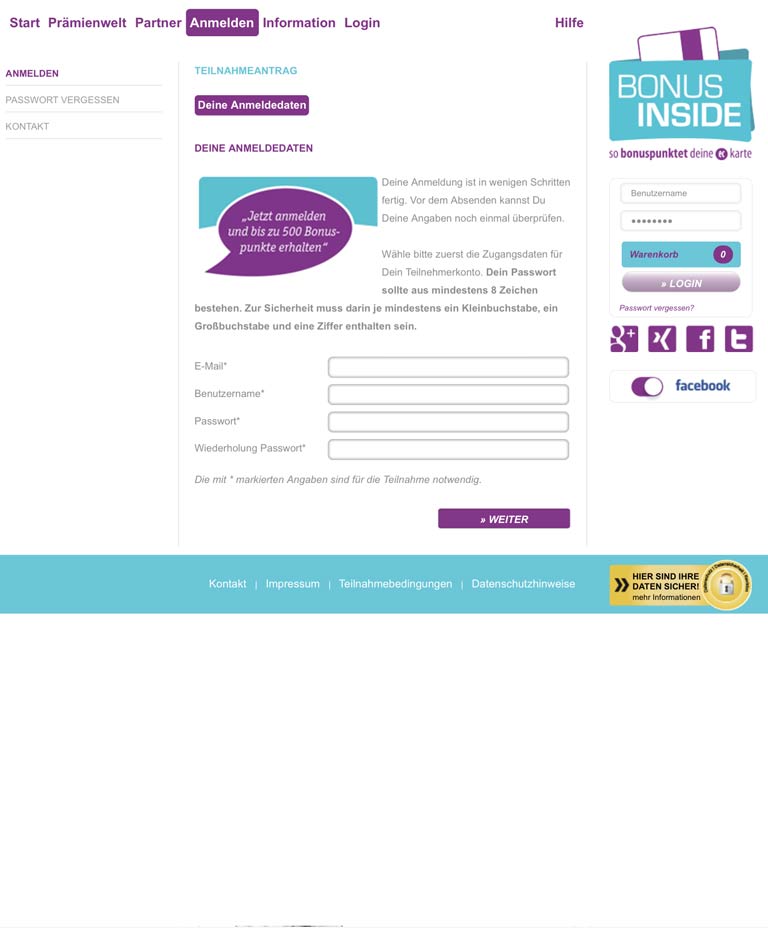 Start Prämienwelt Partner Anmelden Information Login Hilfe
ANMELDEN
PASSWORT VERGESSEN
KONTAKT
TEILNAHMEANTRAG
Deine Anmeldedaten
DEINE ANMELDEDATEN
„Jetzt anmelden
und bis zu 500 Bonus-
punkte erhalten“
Deine Anmeldung ist in wenigen Schritten
fertig. Vor dem Absenden kannst Du
Deine Angaben noch einmal überprüfen.
Wähle bitte zuerst die Zugangsdaten für
Dein Teilnehmerkonto. Dein Passwort
sollte aus mindestens 8 Zeichen
bestehen. Zur Sicherheit muss darin je mindestens ein Kleinbuchstabe, ein
Großbuchstabe und eine Ziffer enthalten sein.
E-Mail*
Benutzername*
Passwort*
Wiederholung Passwort*
Die mit * markierten Angaben sind für die Teilnahme notwendig.
» WEITER
BONUS
INSIDE
so bonuspunktet deine K karte
Benutzername
••••••••
Warenkorb 0
» LOGIN
Passwort vergessen?
g+ X f t
facebook
Kontakt | Impressum | Teilnahmebedingungen | Datenschutzhinweise
HIER SIND IHRE
DATEN SICHER!
mehr Informationen